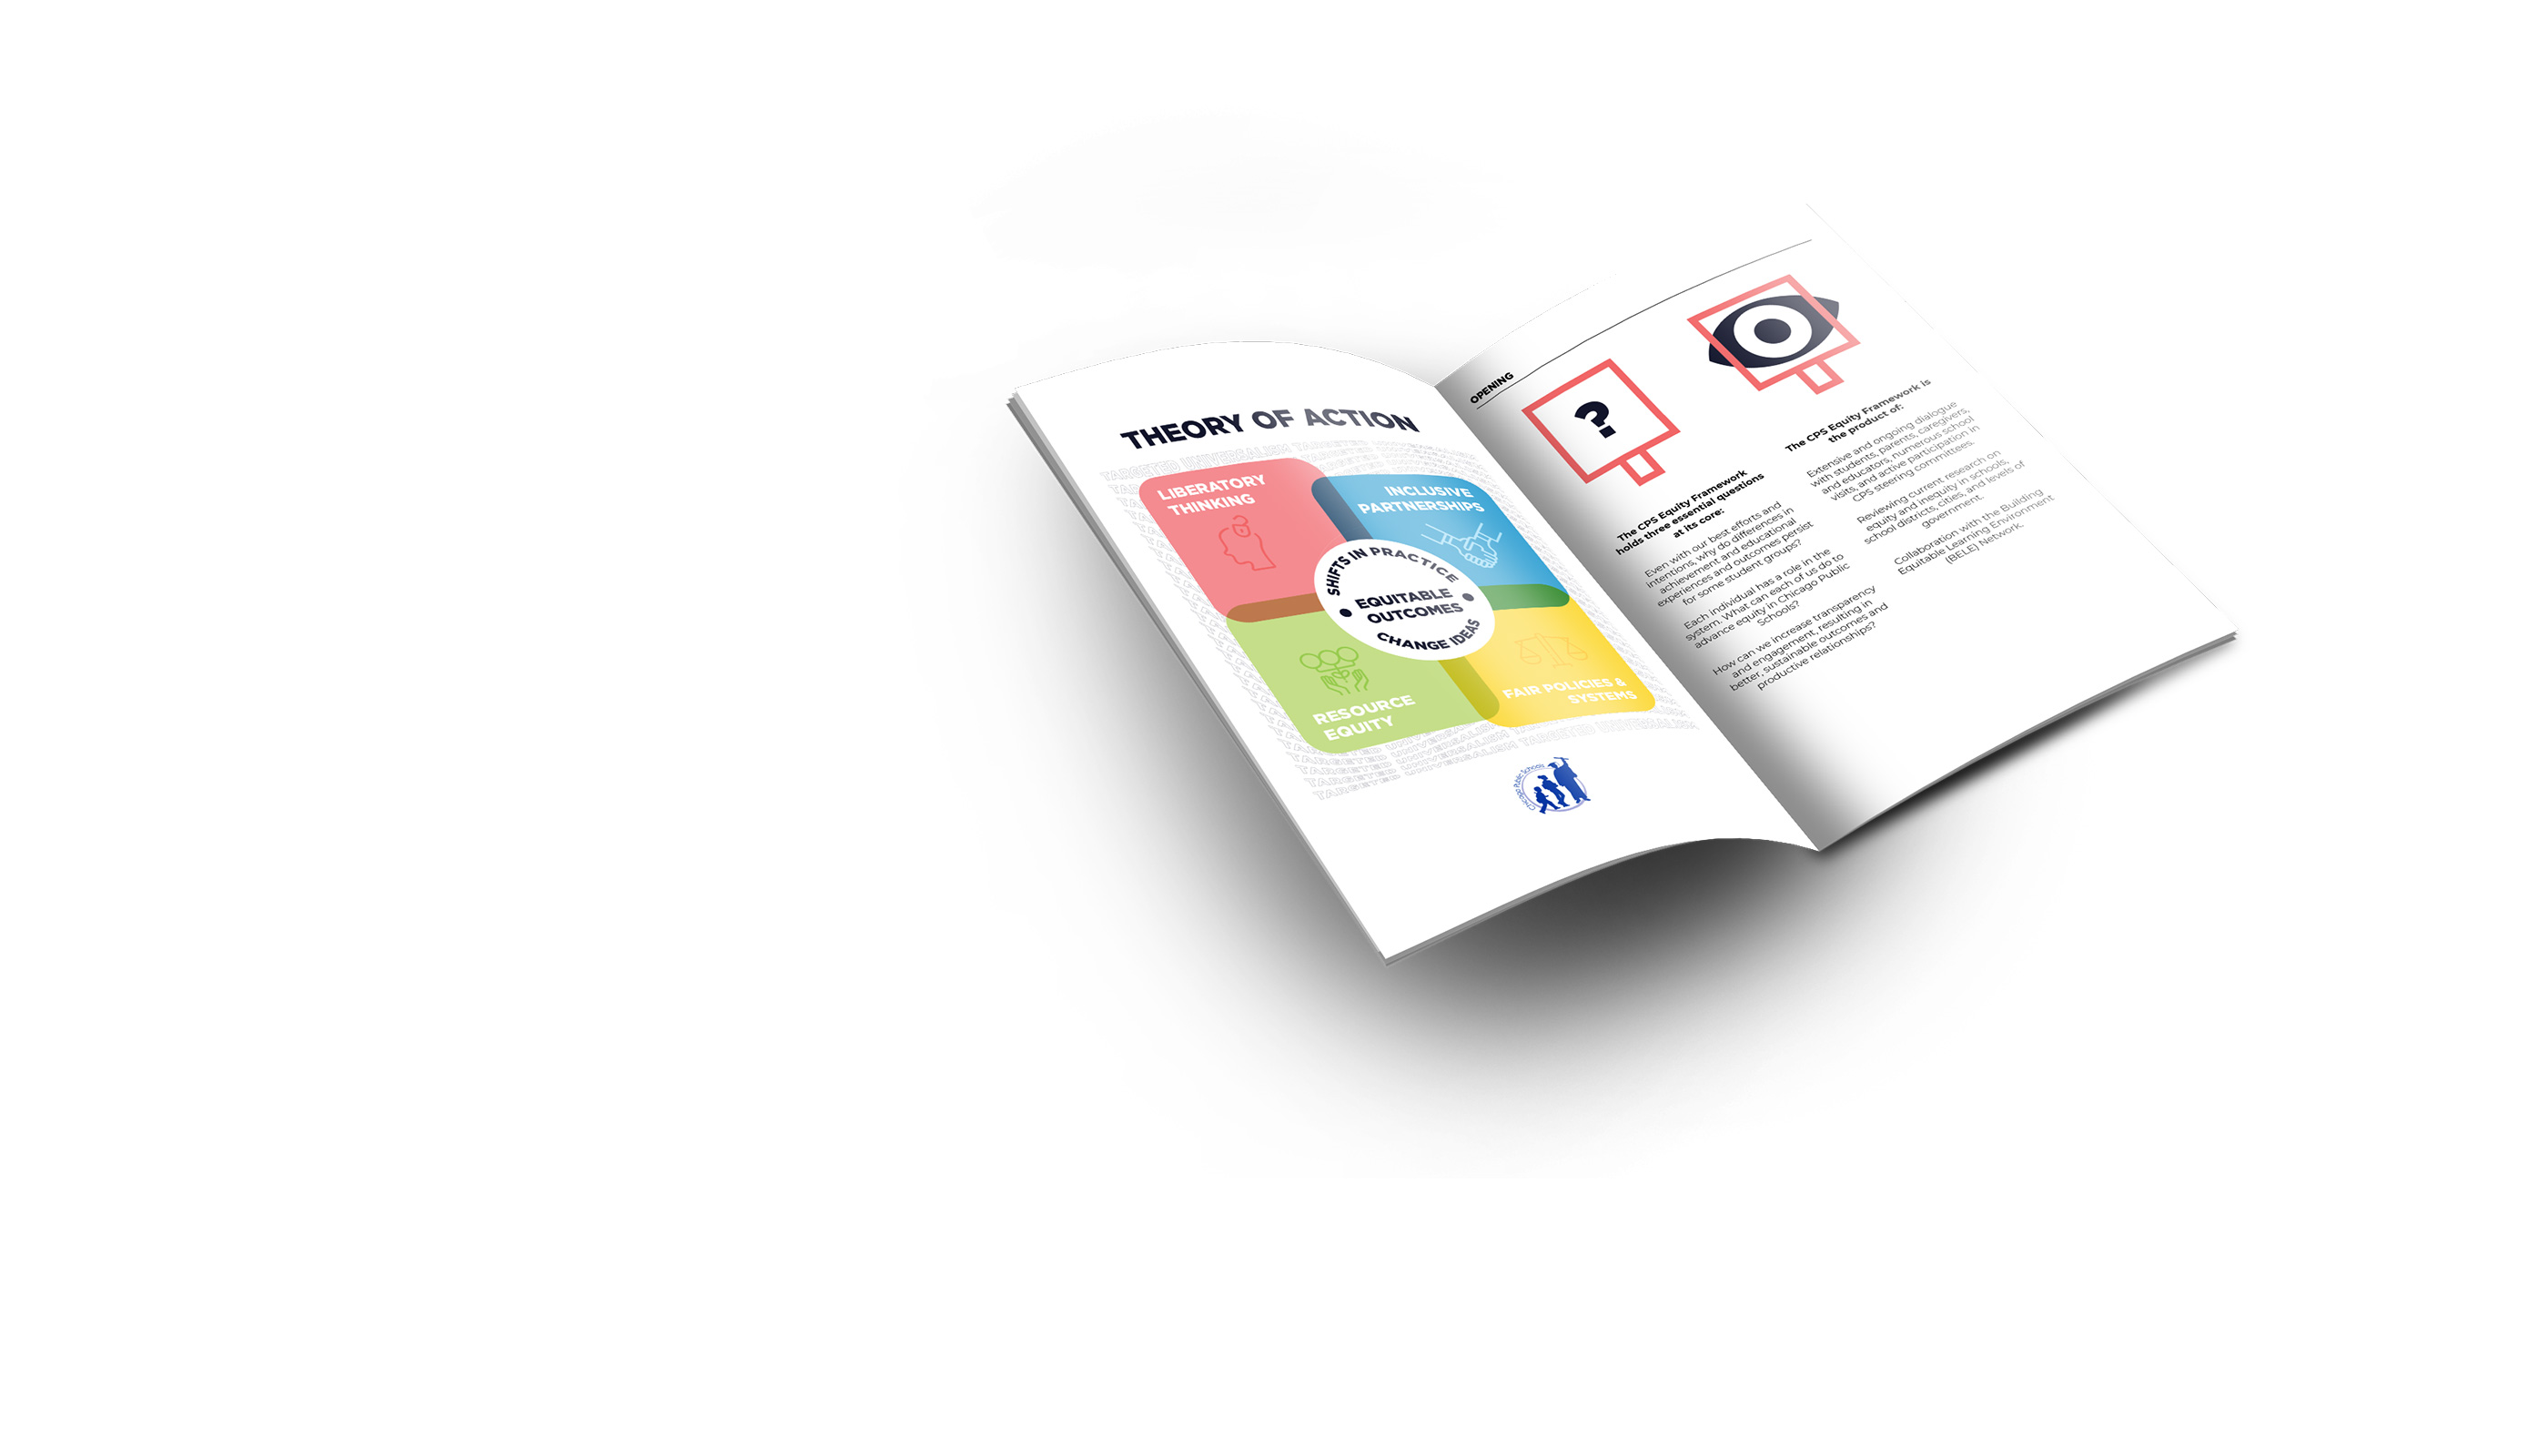 THEORY OF ACTION
TARGETED UNIVERSALISM TARGETED
LIBERATORY
THINKING
INCLUSIVE
PARTNERSHIPS
SHIFTS IN PRACTICE
EQUITABLE
OUTCOMES
CHANGE IDEAS
RESOURCE
EQUITY
FAIR POLICIES &
SYSTEMS
TARGETED UNIVERSALISM TARGETED UNIVERSALISM
Chicago Public Schools
OPENING
?
The CPS Equity Framework
holds three essential questions
at its core:
Even with our best efforts and
intentions, why do differences in
achievement and educational
experiences and outcomes persist
for some student groups?
Each individual has a role in the
system. What can each of us do to
advance equity in Chicago Public
Schools?
How can we increase transparency
and engagement, resulting in
better, sustainable outcomes and
productive relationships?
The CPS Equity Framework is
the product of:
Extensive and ongoing dialogue
with students, parents, caregivers,
and educators, numerous school
visits, and active participation in
CPS steering committees.
Reviewing current research on
equity and inequity in schools,
school districts, cities, and levels of
government.
Collaboration with the Building
Equitable Learning Environment
(BELE) Network.